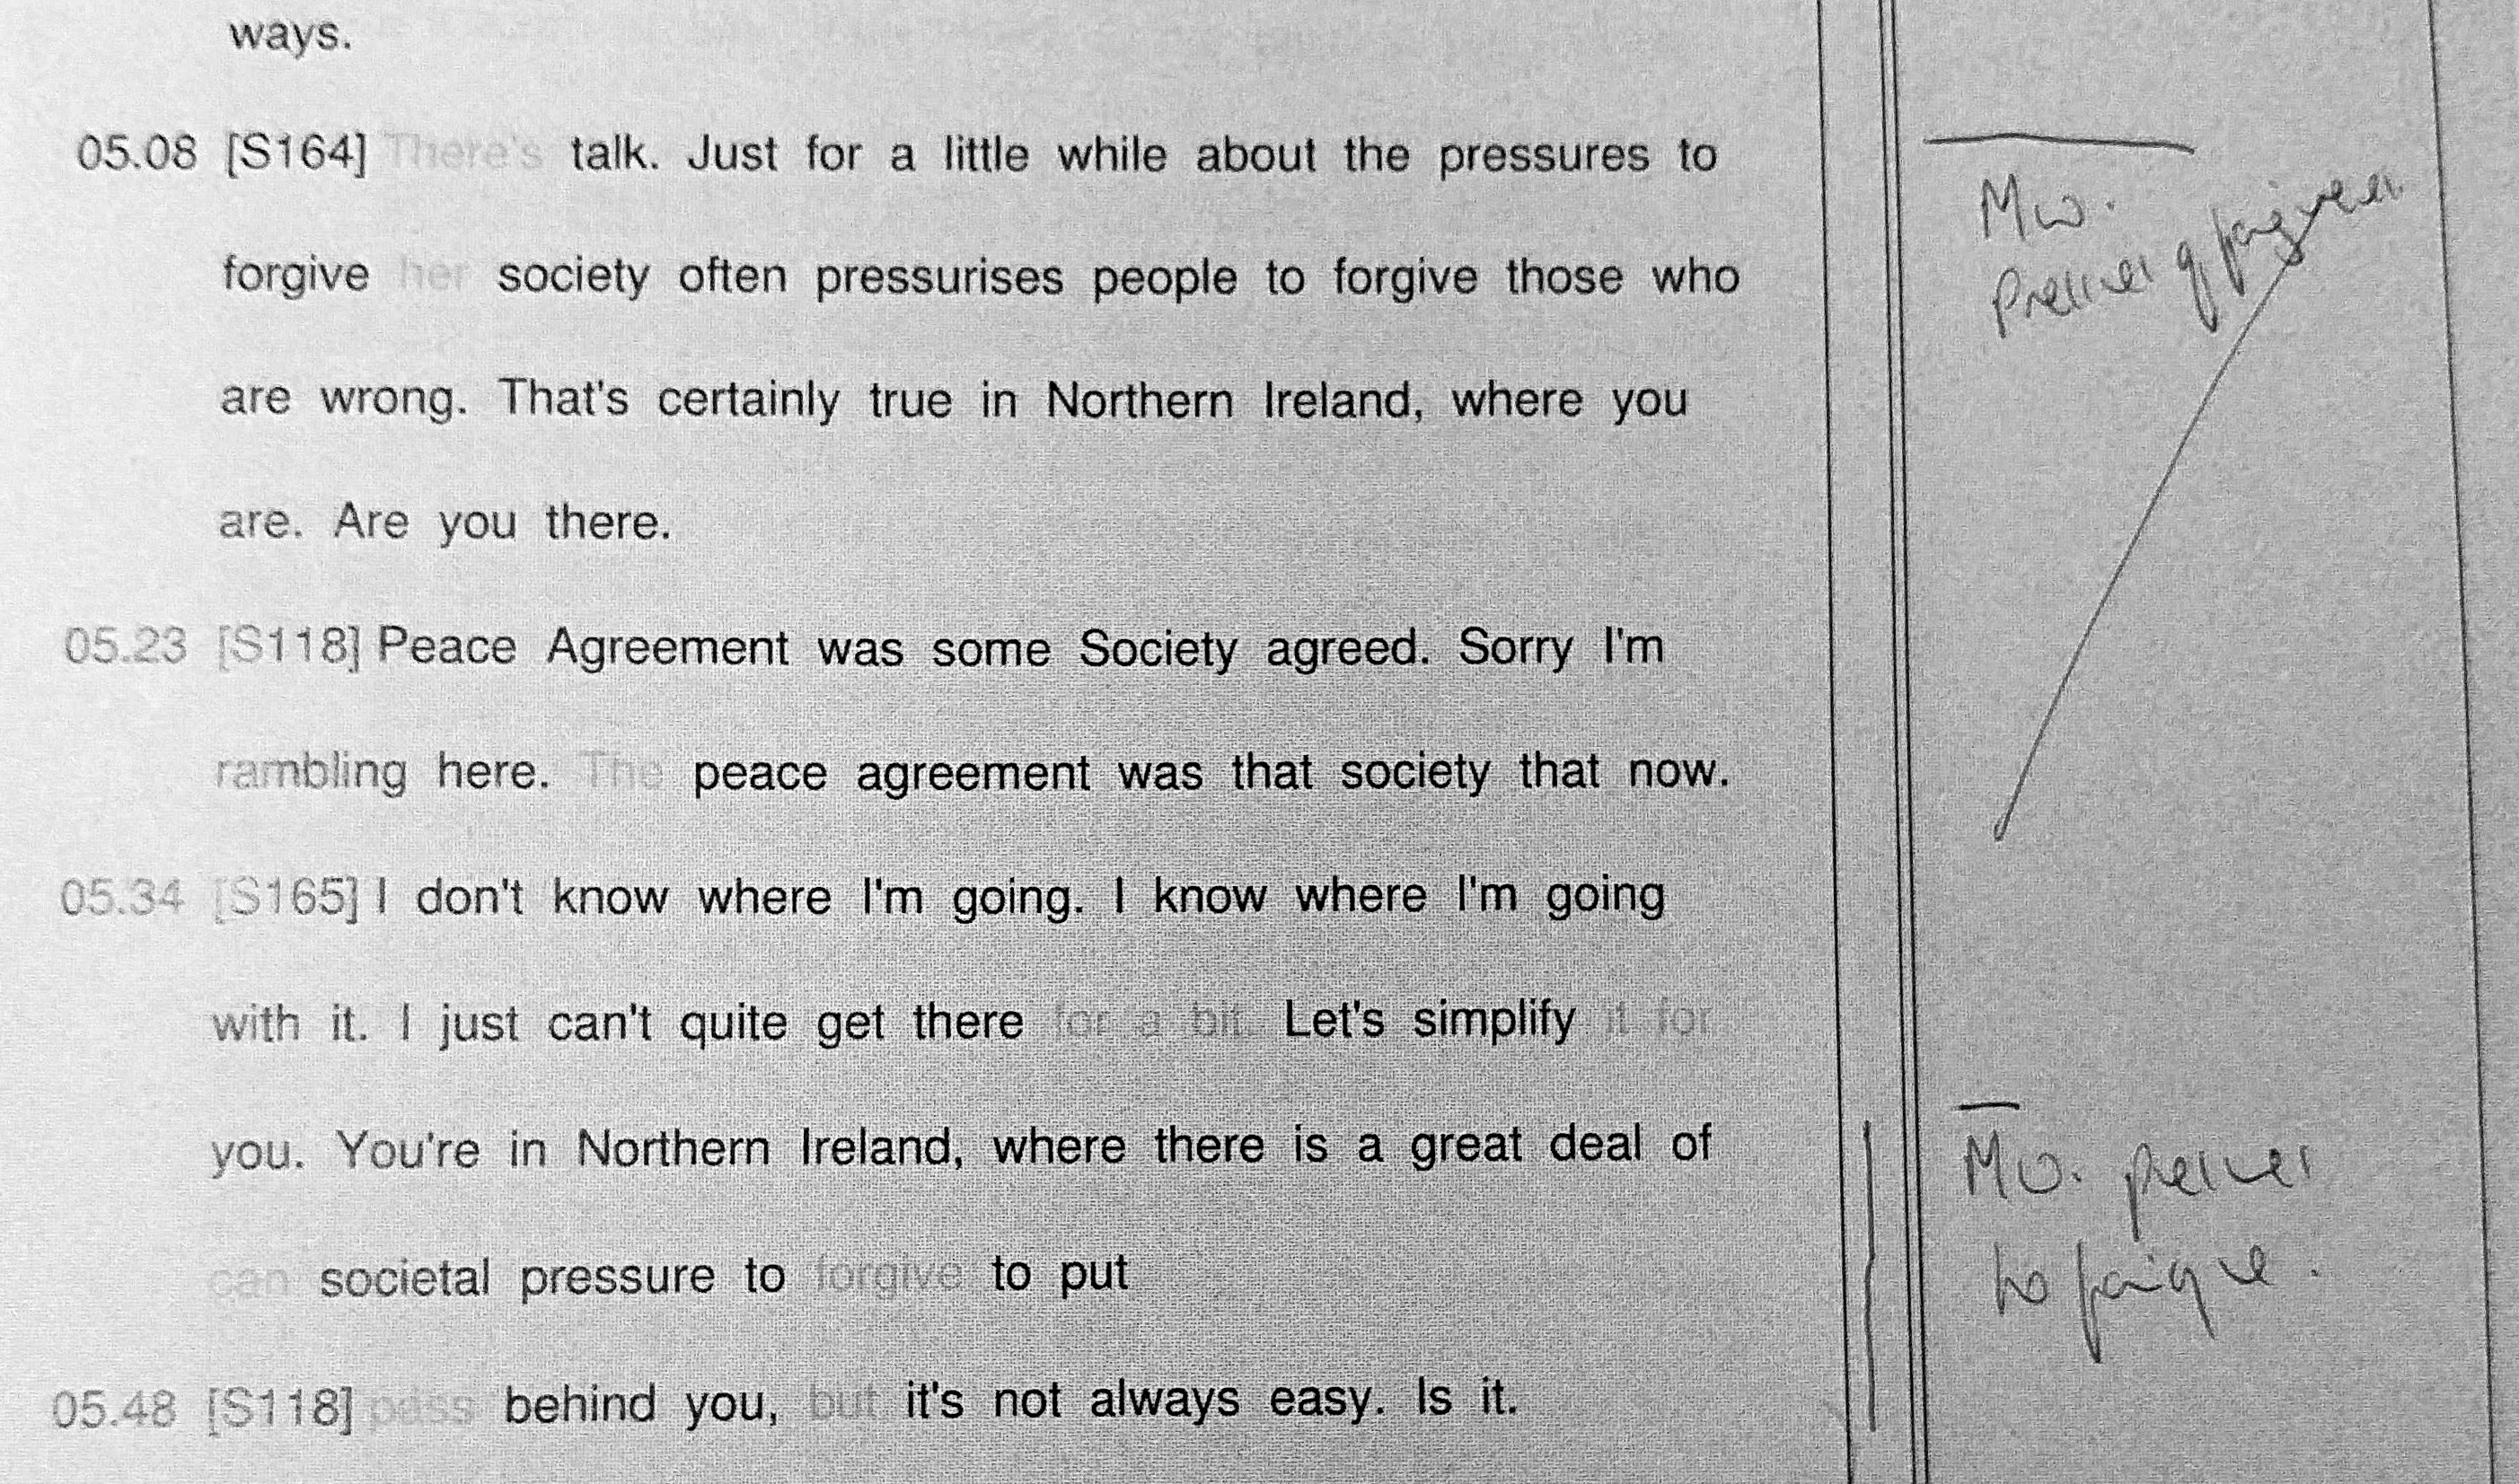 ways.
05.08 [S164] There's talk. Just for a little while about the pressures to
forgive her society often pressurises people to forgive those who
are wrong. That's certainly true in Northern Ireland, where you
are. Are you there.
05.23 [S118] Peace Agreement was some Society agreed. Sorry I'm
rambling here. The peace agreement was that society that now.
05.34 [S165] I don't know where I'm going. I know where I'm going
with it. I just can't quite get there for a bit. Let's simplify it for
you. You're in Northern Ireland, where there is a great deal of
can societal pressure to forgive to put
05.48 [S118] pass behind you, but it's not always easy. Is it.
Mw.
to forgive.